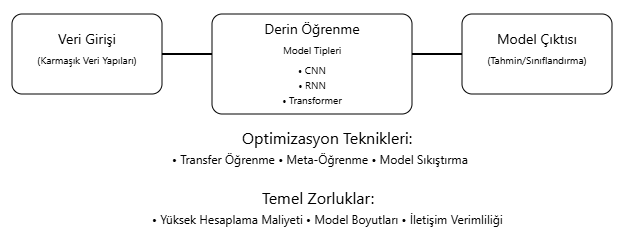 Veri Girişi
(Karmaşık Veri Yapıları)
Derin Öğrenme
Model Tipleri
• CNN
• RNN
• Transformer
Model Çıktısı
(Tahmin/Sınıflandırma)
Optimizasyon Teknikleri:
• Transfer Öğrenme • Meta-Öğrenme • Model Sıkıştırma
Temel Zorluklar:
• Yüksek Hesaplama Maliyeti • Model Boyutları • İletişim Verimliliği